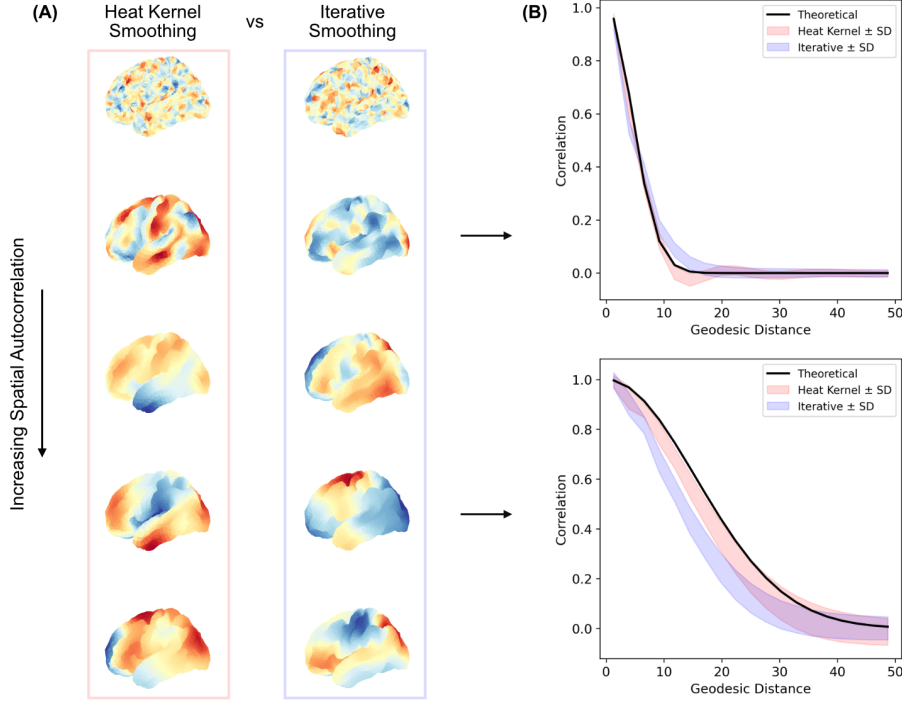 (A)
Heat Kernel
Smoothing
vs
Iterative
Smoothing
Increasing Spatial Autocorrelation
(B)
1.0
0.8
0.6
0.4
0.2
0.0
Correlation
Theoretical
Heat Kernel ± SD
Iterative ± SD
0 10 20 30 40 50
Geodesic Distance
1.0
0.8
0.6
0.4
0.2
0.0
Correlation
Theoretical
Heat Kernel ± SD
Iterative ± SD
0 10 20 30 40 50
Geodesic Distance